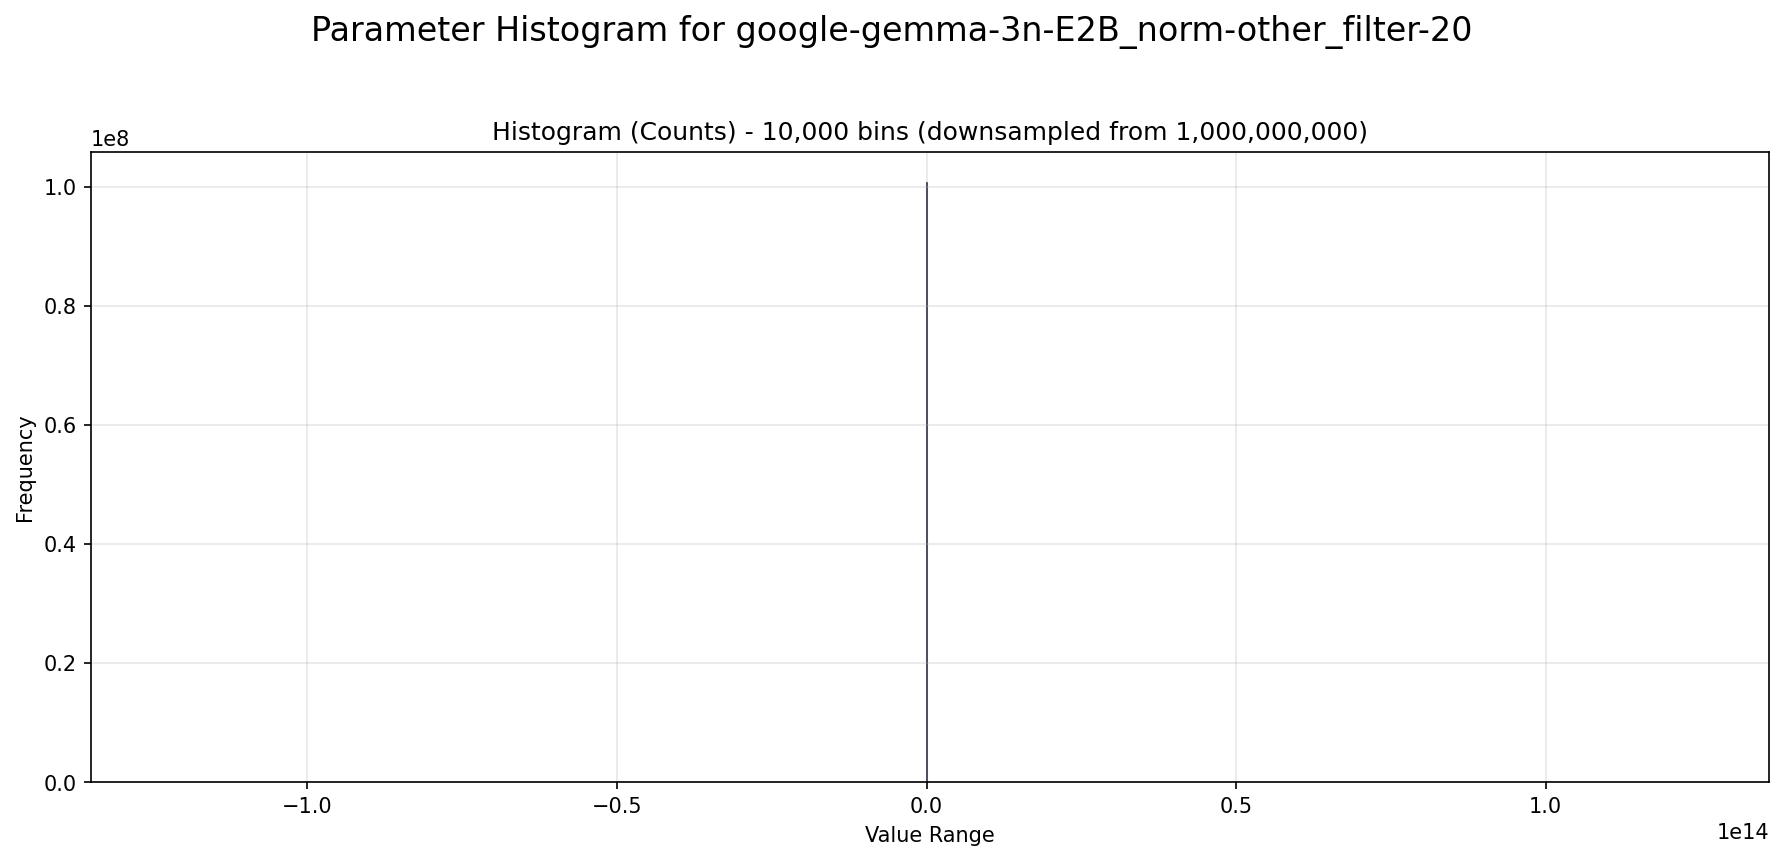 Parameter Histogram for google-gemma-3n-E2B_norm-other_filter-20
Histogram (Counts) - 10,000 bins (downsampled from 1,000,000,000)
1e8
1.0
0.8
0.6
0.4
0.2
0.0
Frequency
−1.0
−0.5
0.0
0.5
1.0
Value Range
1e14